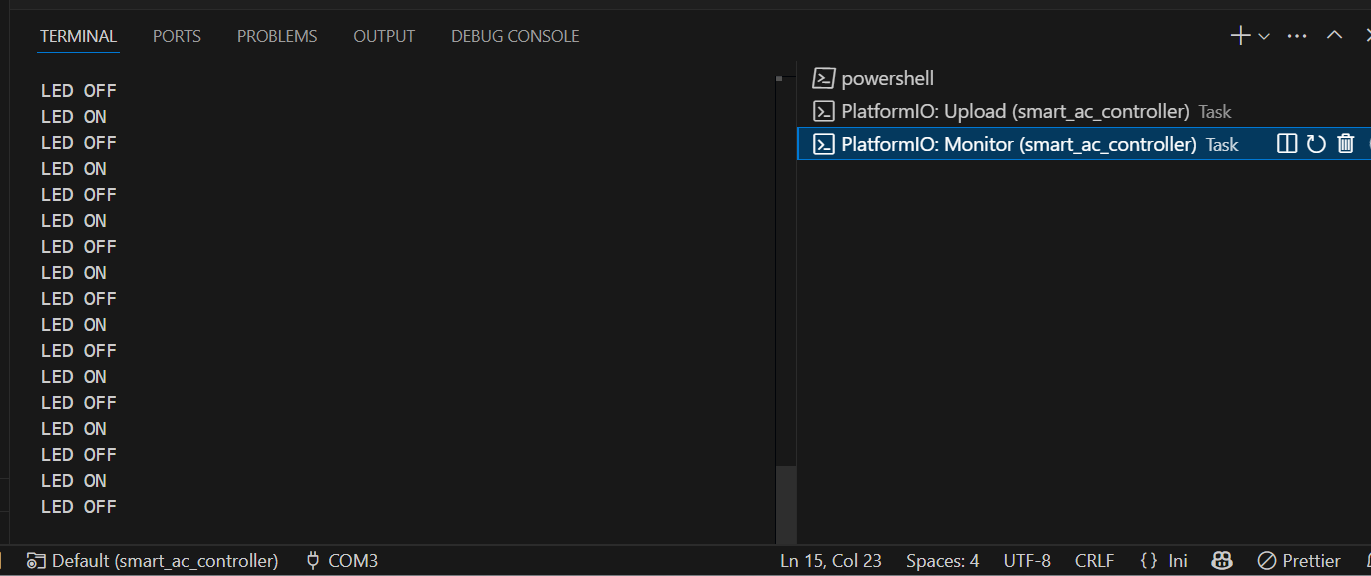 TERMINAL PORTS PROBLEMS OUTPUT DEBUG CONSOLE
LED OFF
LED ON
LED OFF
LED ON
LED OFF
LED ON
LED OFF
LED ON
LED OFF
LED ON
LED OFF
LED ON
LED OFF
LED ON
LED OFF
LED ON
LED OFF
powershell
PlatformIO: Upload (smart_ac_controller) Task
PlatformIO: Monitor (smart_ac_controller) Task
Default (smart_ac_controller) COM3 Ln 15, Col 23 Spaces: 4 UTF-8 CRLF {} Ini Prettier